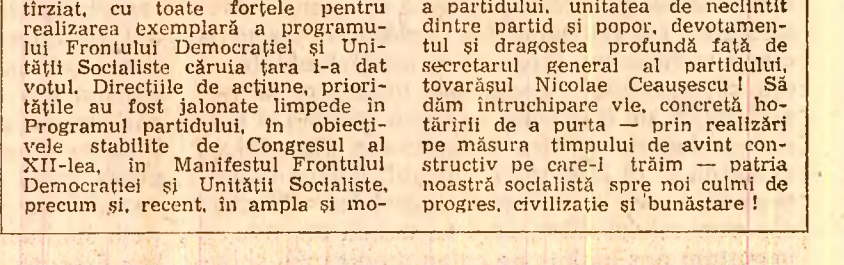 tîrziat, cu toate forțele pentru
realizarea exemplară a programu-
lui Frontului Democrației și Uni-
tății Socialiste căruia țara i-a dat
votul. Direcțiile de acțiune, priori-
tățile au fost jalonate limpede în
Programul partidului, în obiecti-
vele stabilite de Congresul al
XII-lea, în Manifestul Frontului
Democrației și Unității Socialiste,
precum și, recent, în ampla și mo-
a partidului, unitatea de neclintit
dintre partid și popor, devotamen-
tul și dragostea profundă față de
secretarul general al partidului,
tovarășul Nicolae Ceaușescu ! Să
dăm întruchipare vie, concretă ho-
tărîrii de a purta — prin realizări
pe măsura timpului de avînt con-
structiv pe care-l trăim — patria
noastră socialistă spre noi culmi de
progres, civilizație și bunăstare !